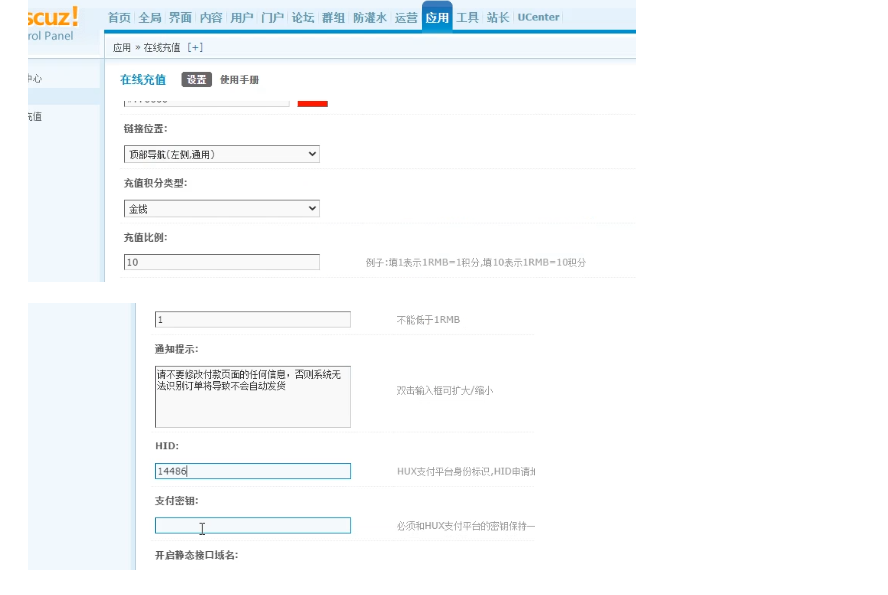 scuz!
首页 全局 界面 内容 用户 门户 论坛 群组 防灌水 运营 应用 工具 站长 UCenter
rol Panel
应用 » 在线充值 [+]
中心
在线充值 设置 使用手册
充值
链接位置:
顶部导航(左侧,通用)
充值积分类型:
金钱
充值比例:
10 例子:填1表示1RMB=1积分,填10表示1RMB=10积分
1 不能低于1RMB
通知提示:
请不要修改付款页面的任何信息,否则系统无
法识别订单将导致不会自动发货
双击输入框可扩大/缩小
HID:
14486 HUX支付平台身份标识,HID申请
支付密钥:
必须和HUX支付平台的密钥保持一
开启静态接口域名: